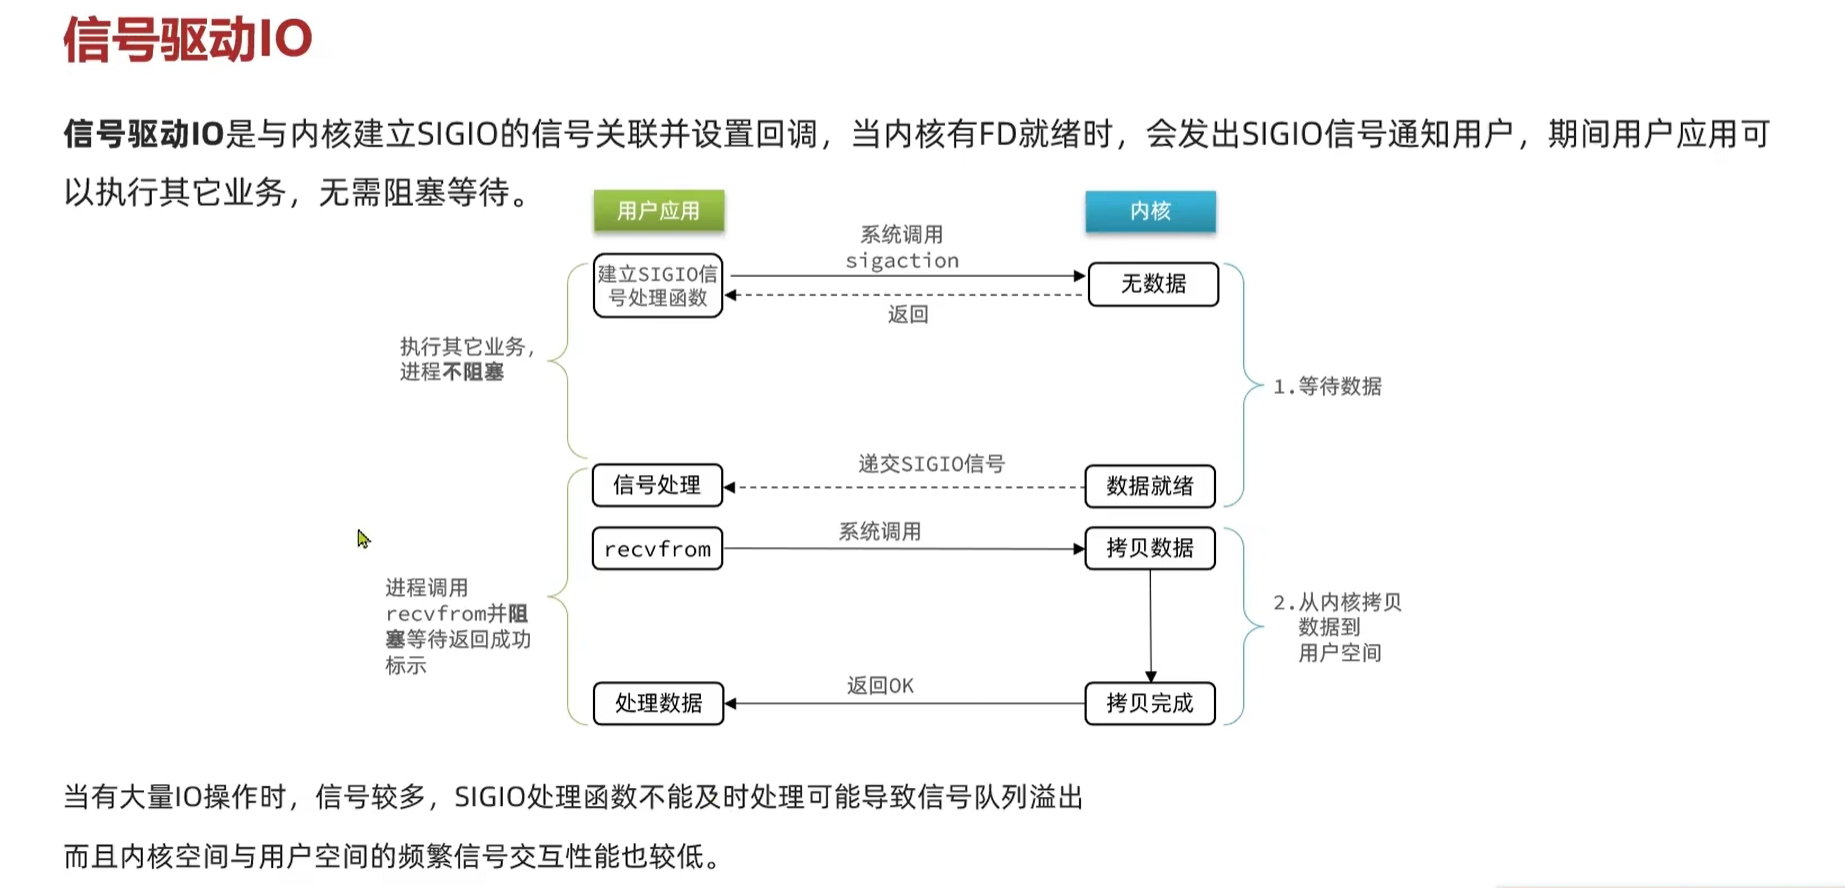 信号驱动IO
信号驱动IO是与内核建立SIGIO的信号关联并设置回调，当内核有FD就绪时，会发出SIGIO信号通知用户，期间用户应用可
以执行其它业务，无需阻塞等待。
用户应用
内核
系统调用
sigaction
建立SIGIO信
号处理函数
无数据
返回
执行其它业务，
进程不阻塞
1.等待数据
递交SIGIO信号
信号处理
数据就绪
系统调用
recvfrom
拷贝数据
进程调用
recvfrom并阻
塞等待返回成功
标示
2.从内核拷贝
数据到
用户空间
返回OK
处理数据
拷贝完成
当有大量IO操作时，信号较多，SIGIO处理函数不能及时处理可能导致信号队列溢出
而且内核空间与用户空间的频繁信号交互性能也较低。